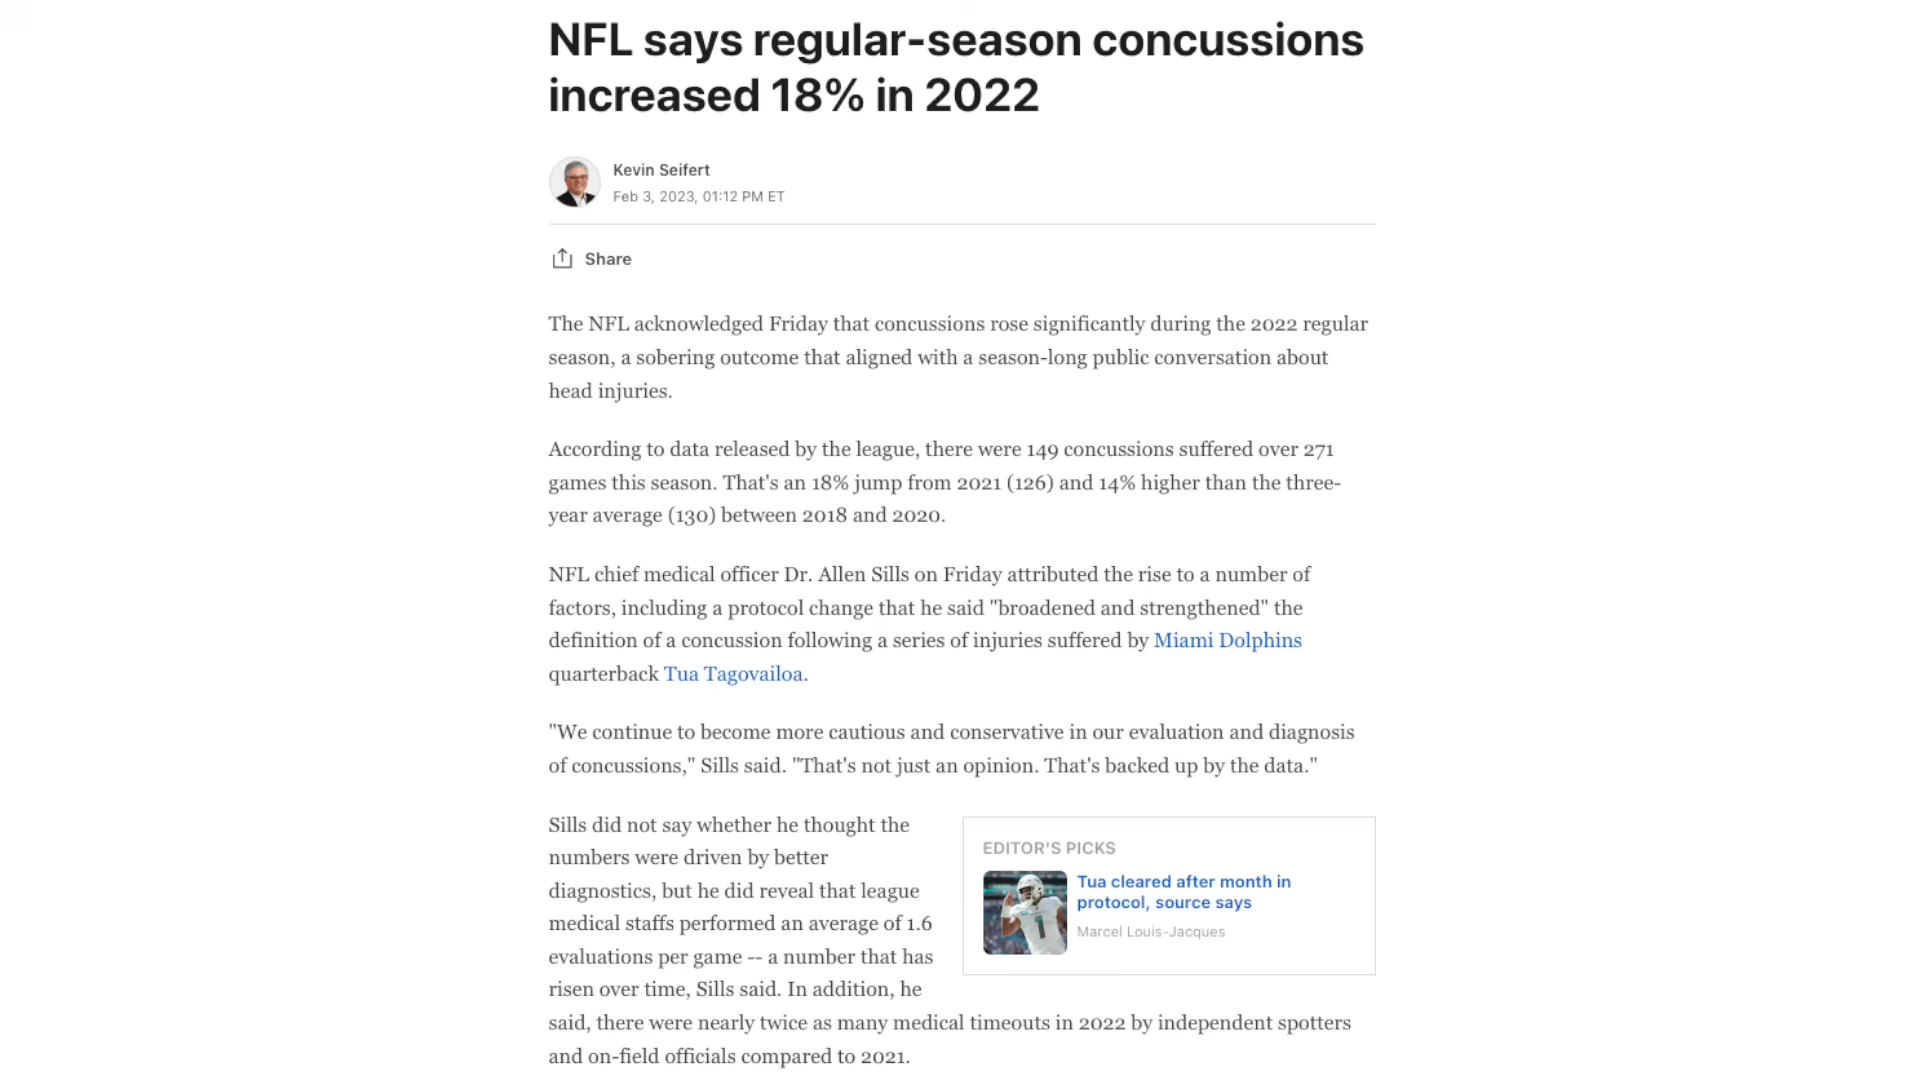 NFL says regular-season concussions
increased 18% in 2022
Kevin Seifert
Feb 3, 2023, 01:12 PM ET
Share
The NFL acknowledged Friday that concussions rose significantly during the 2022 regular
season, a sobering outcome that aligned with a season-long public conversation about
head injuries.
According to data released by the league, there were 149 concussions suffered over 271
games this season. That's an 18% jump from 2021 (126) and 14% higher than the three-
year average (130) between 2018 and 2020.
NFL chief medical officer Dr. Allen Sills on Friday attributed the rise to a number of
factors, including a protocol change that he said "broadened and strengthened" the
definition of a concussion following a series of injuries suffered by Miami Dolphins
quarterback Tua Tagovailoa.
"We continue to become more cautious and conservative in our evaluation and diagnosis
of concussions," Sills said. "That's not just an opinion. That's backed up by the data."
Sills did not say whether he thought the
numbers were driven by better
diagnostics, but he did reveal that league
medical staffs performed an average of 1.6
evaluations per game -- a number that has
risen over time, Sills said. In addition, he
said, there were nearly twice as many medical timeouts in 2022 by independent spotters
and on-field officials compared to 2021.
EDITOR'S PICKS
Tua cleared after month in
protocol, source says
Marcel Louis-Jacques
1